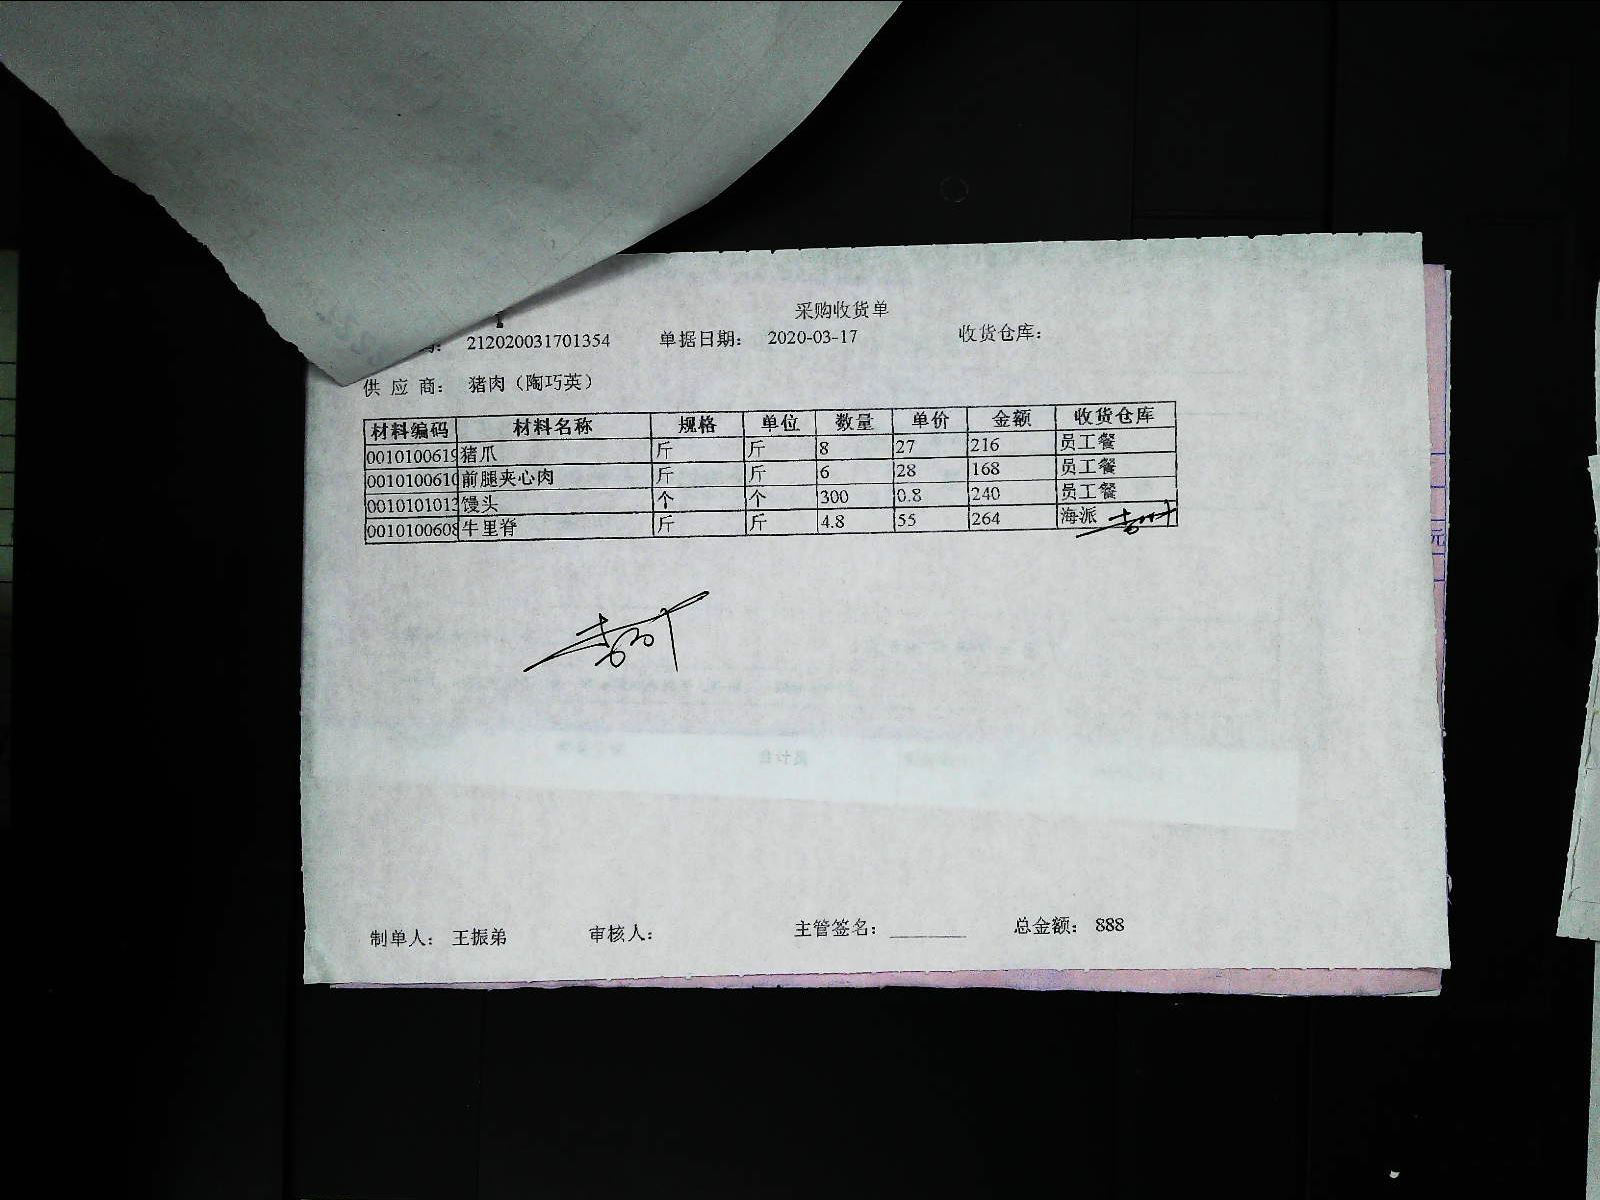 采购收货单
212020031701354 单据日期： 2020-03-17 收货仓库：
供 应 商： 猪肉（陶巧英）
材料编码 材料名称 规格 单位 数量 单价 金额 收货仓库
0010100619 猪爪 斤 斤 8 27 216 员工餐
0010100610 前腿夹心肉 斤 斤 6 28 168 员工餐
0010101013 馒头 个 个 300 0.8 240 员工餐
0010100608 牛里脊 斤 斤 4.8 55 264 海派
制单人： 王振弟 审核人： 主管签名： 总金额： 888